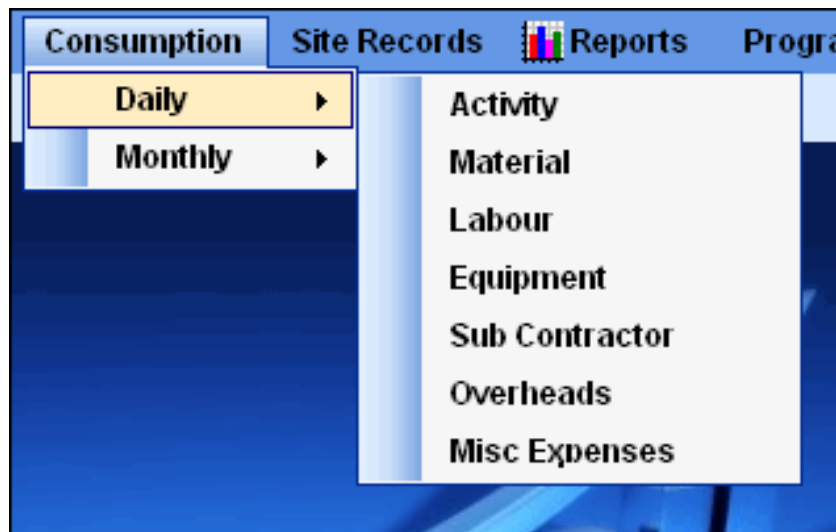 Consumption Site Records Reports
Daily
Monthly
Activity
Material
Labour
Equipment
Sub Contractor
Overheads
Misc Expenses